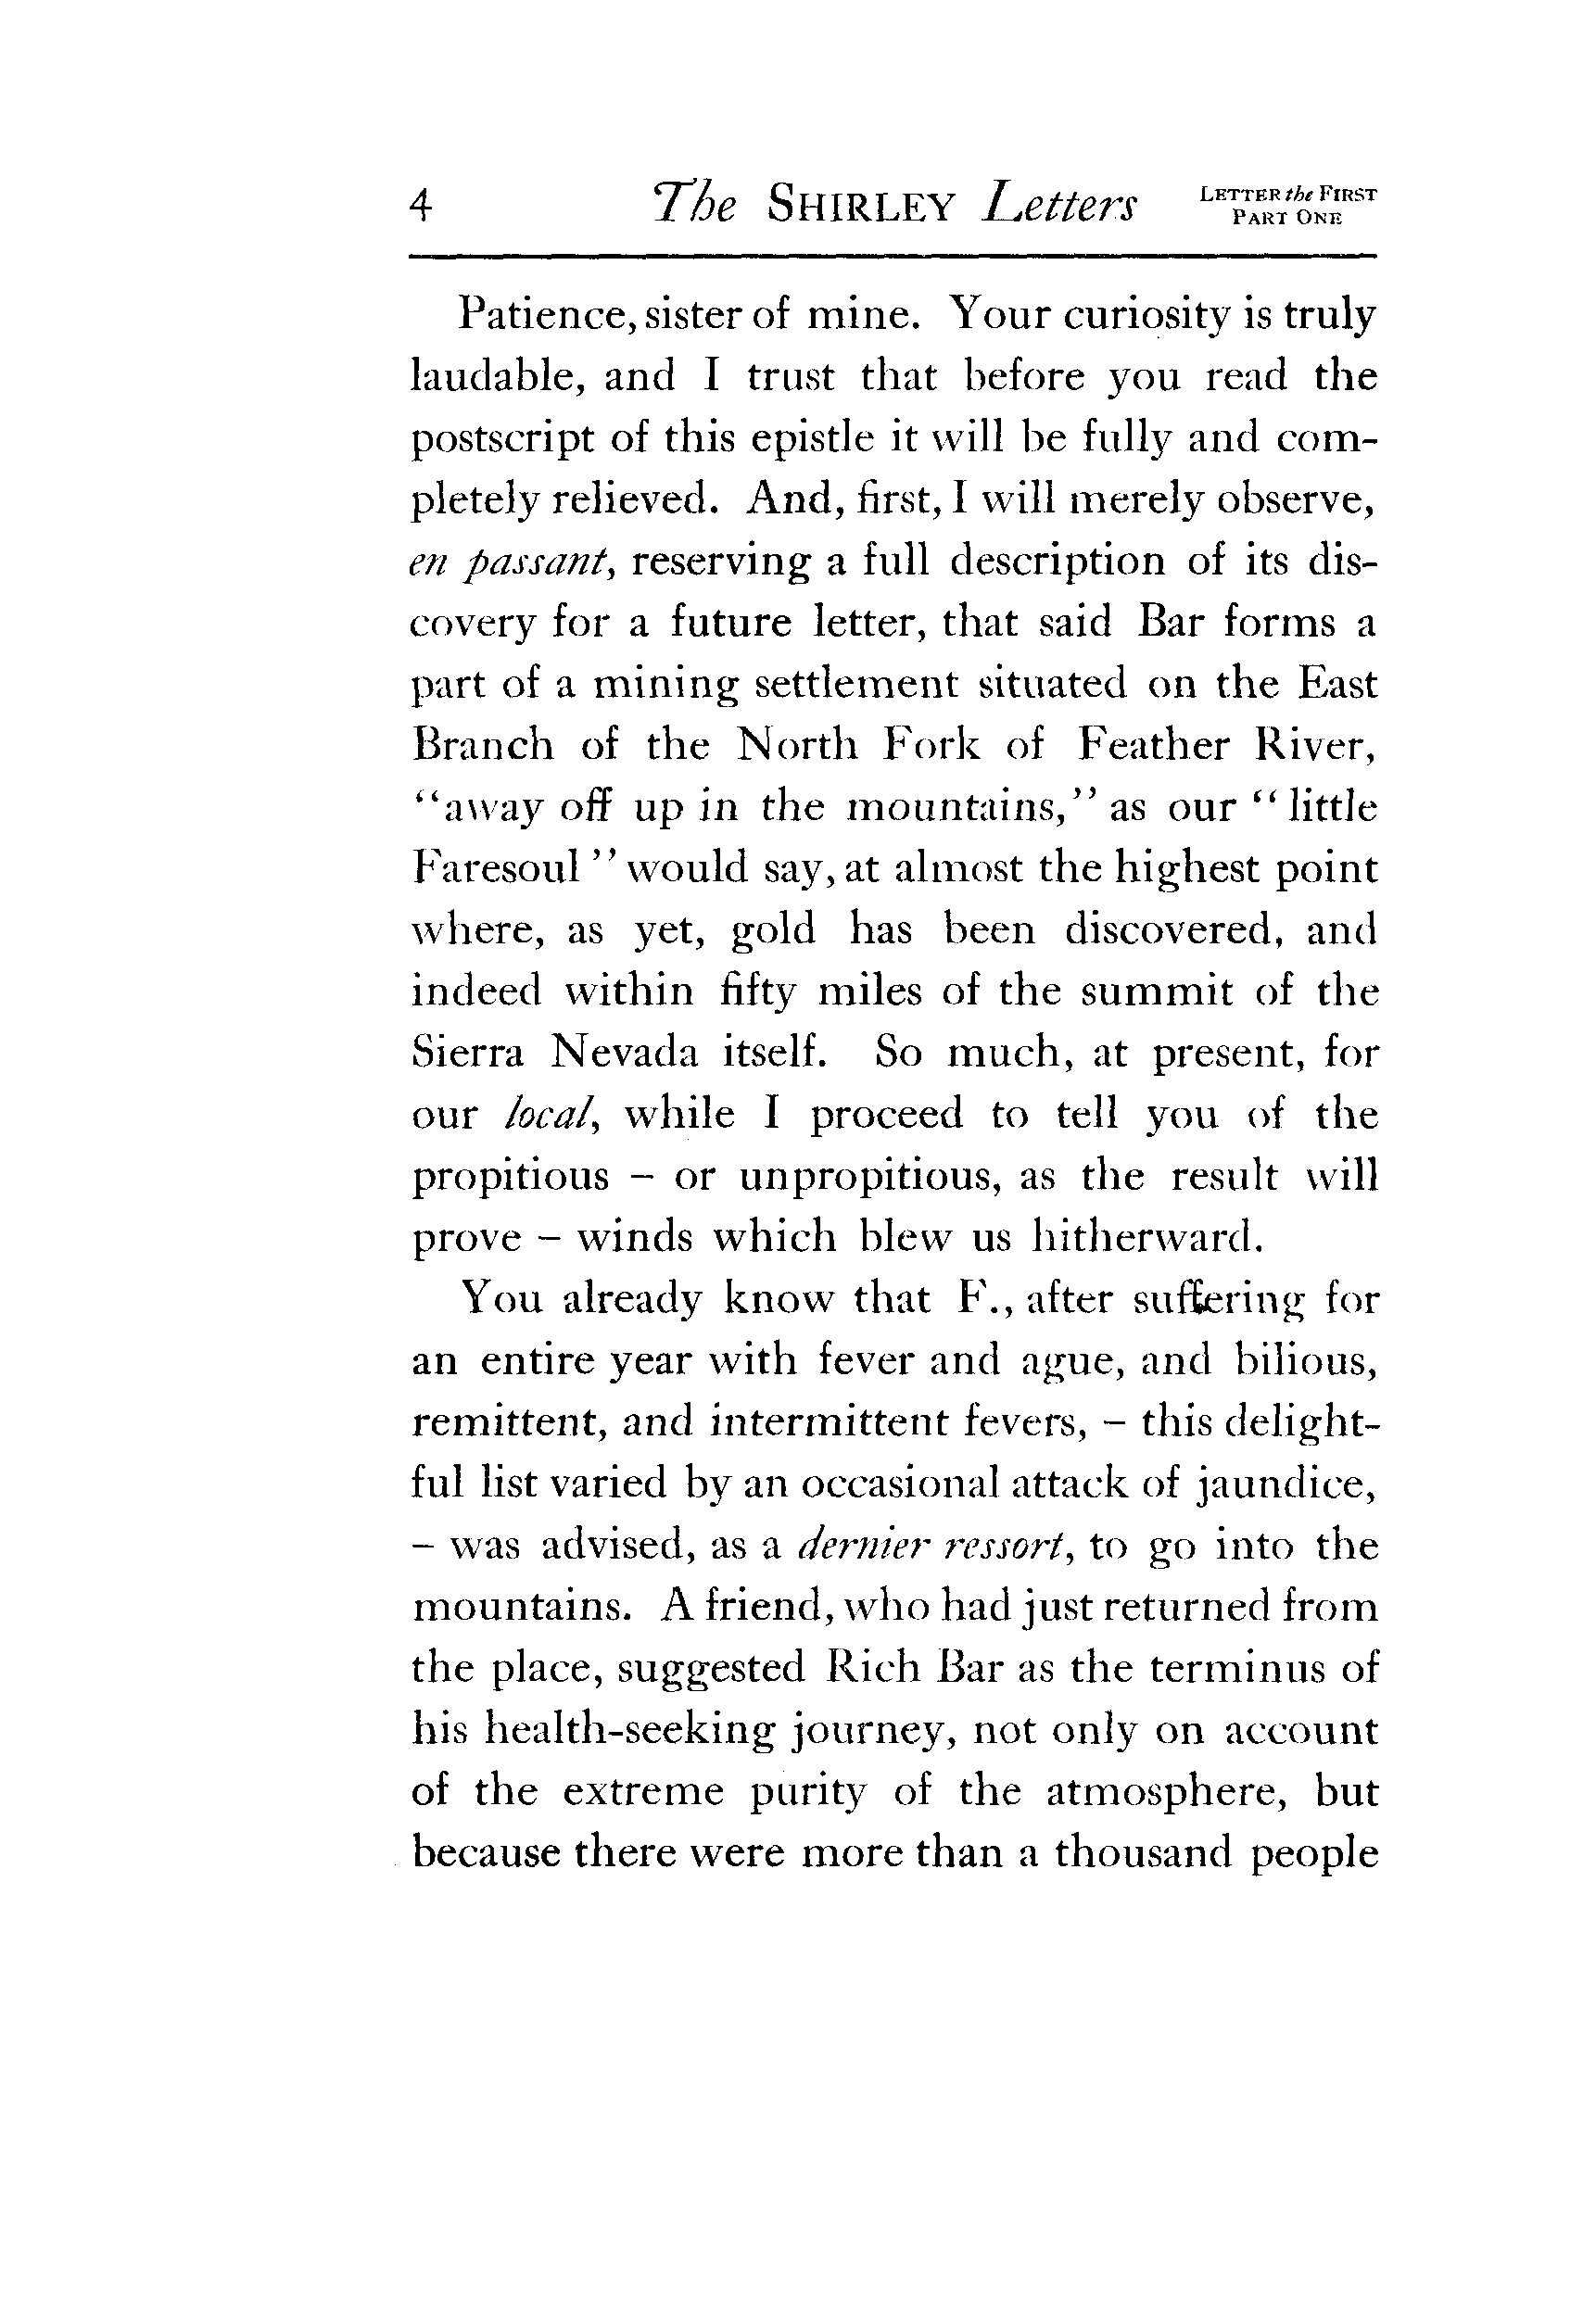 4 The SHIRLEY Letters LETTER the FIRST
PART ONE
Patience, sister of mine. Your curiosity is truly
laudable, and I trust that before you read the
postscript of this epistle it will be fully and com-
pletely relieved. And, first, I will merely observe,
en passant, reserving a full description of its dis-
covery for a future letter, that said Bar forms a
part of a mining settlement situated on the East
Branch of the North Fork of Feather River,
“away off up in the mountains,” as our “little
Faresoul” would say, at almost the highest point
where, as yet, gold has been discovered, and
indeed within fifty miles of the summit of the
Sierra Nevada itself. So much, at present, for
our local, while I proceed to tell you of the
propitious – or unpropitious, as the result will
prove – winds which blew us hitherward.
You already know that F., after suffering for
an entire year with fever and ague, and bilious,
remittent, and intermittent fevers, – this delight-
ful list varied by an occasional attack of jaundice,
– was advised, as a dernier ressort, to go into the
mountains. A friend, who had just returned from
the place, suggested Rich Bar as the terminus of
his health-seeking journey, not only on account
of the extreme purity of the atmosphere, but
because there were more than a thousand people